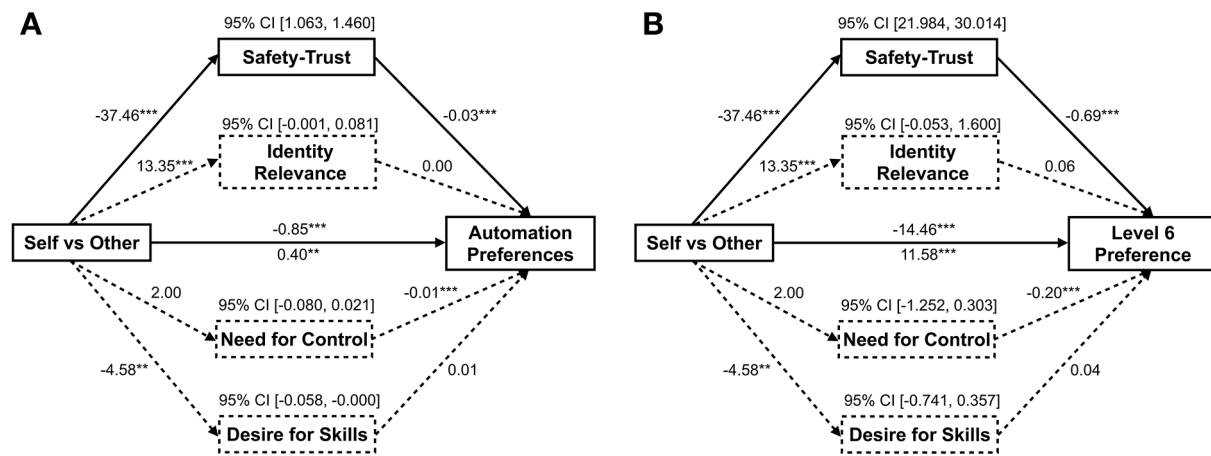 A
95% CI [1.063, 1.460]
Safety-Trust
-37.46***
-0.03***
95% CI [-0.001, 0.081]
Identity
Relevance
13.35***
0.00
Self vs Other
-0.85***
0.40**
Automation
Preferences
2.00
95% CI [-0.080, 0.021]
-0.01***
Need for Control
-4.58**
0.01
95% CI [-0.058, -0.000]
Desire for Skills
B
95% CI [21.984, 30.014]
Safety-Trust
-37.46***
-0.69***
95% CI [-0.053, 1.600]
Identity
Relevance
13.35***
0.06
Self vs Other
-14.46***
11.58***
Level 6
Preference
2.00
95% CI [-1.252, 0.303]
-0.20***
Need for Control
-4.58**
0.04
95% CI [-0.741, 0.357]
Desire for Skills